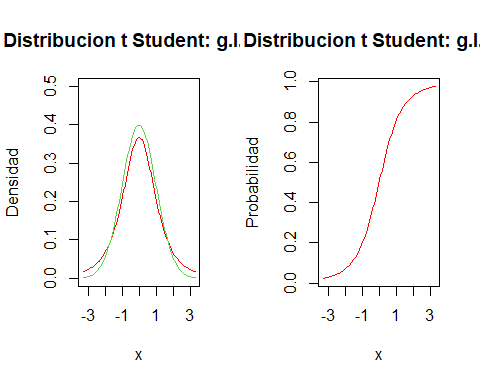 Distribucion t Student: g.l.
Densidad
0.0 0.1 0.2 0.3 0.4 0.5
-3 -1 1 3
x
Distribucion t Student: g.l.
Probabilidad
0.0 0.2 0.4 0.6 0.8 1.0
-3 -1 1 3
x